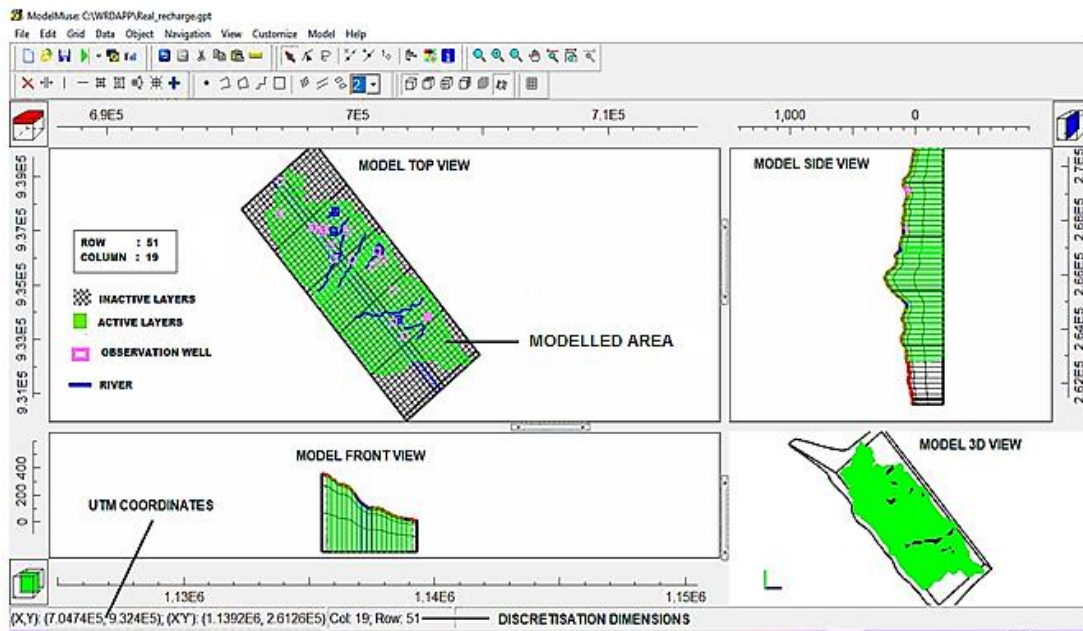 ModelMuse: C:\WRDAPP\Real_recharge.gpt
File Edit Grid Data Object Navigation View Customize Model Help
2
6.9E5 7E5 7.1E5 1,000 0
MODEL TOP VIEW
MODEL SIDE VIEW
9.39E5
9.37E5
9.35E5
9.33E5
9.31E5
2.7E5
2.68E5
2.66E5
2.64E5
2.62E5
ROW : 51
COLUMN : 19
INACTIVE LAYERS
ACTIVE LAYERS
OBSERVATION WELL
RIVER
MODELLED AREA
MODEL FRONT VIEW
MODEL 3D VIEW
0 200 400
UTM COORDINATES
1.13E6 1.14E6 1.15E6
(X,Y): (7.0474E5, 9.324E5); (X'Y'): (1.1392E6, 2.6126E5) Col: 19; Row: 51
DISCRETISATION DIMENSIONS